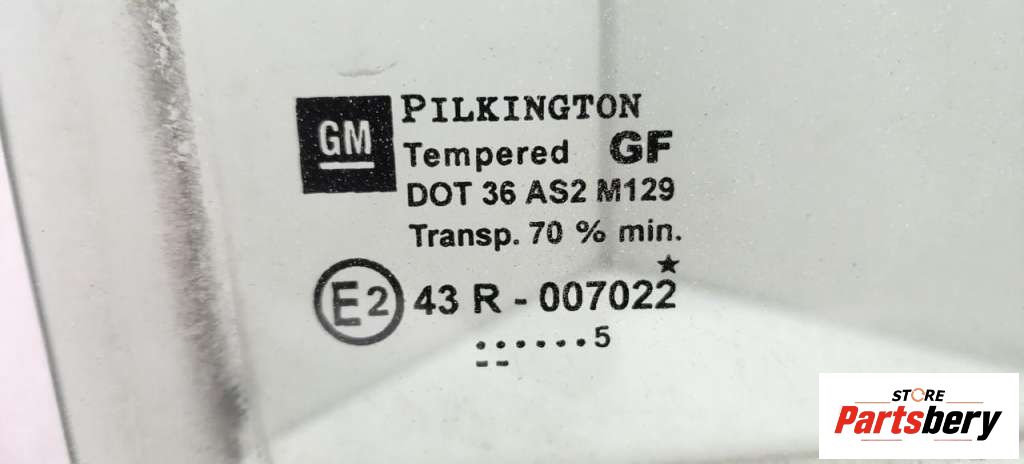 GM
PILKINGTON
Tempered GF
DOT 36 AS2 M129
Transp. 70 % min.
E2 43 R - 007022
......5
STORE
Partsbery